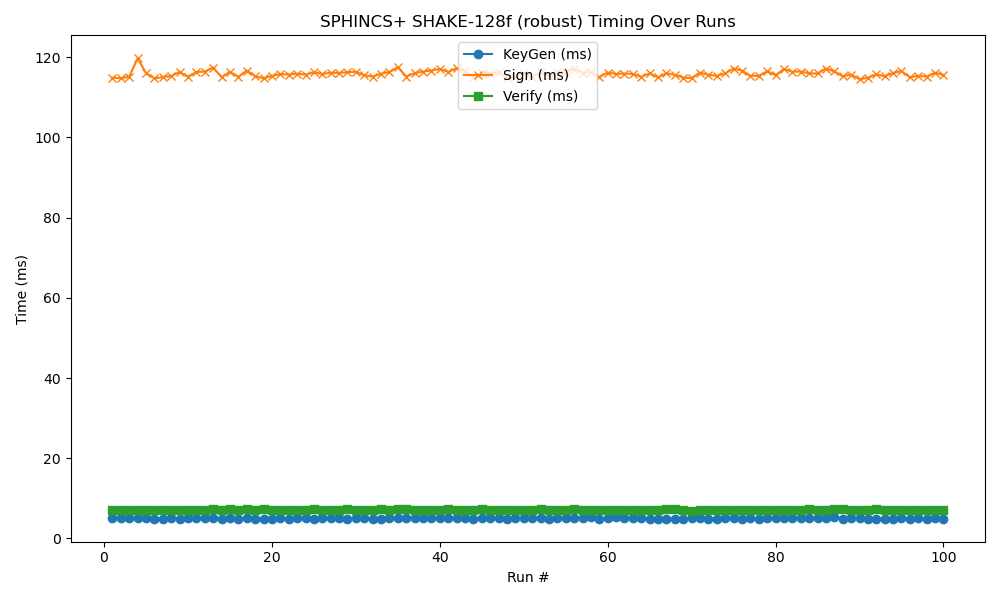 SPHINCS+ SHAKE-128f (robust) Timing Over Runs
KeyGen (ms)
Sign (ms)
Verify (ms)
Time (ms)
120
100
80
60
40
20
0
0 20 40 60 80 100
Run #